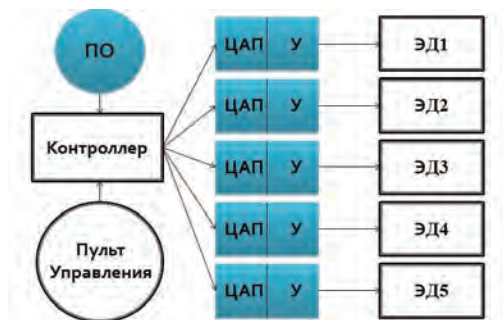 ПО
Контроллер
Пульт
Управления
ЦАП У ЭД1
ЦАП У ЭД2
ЦАП У ЭД3
ЦАП У ЭД4
ЦАП У ЭД5